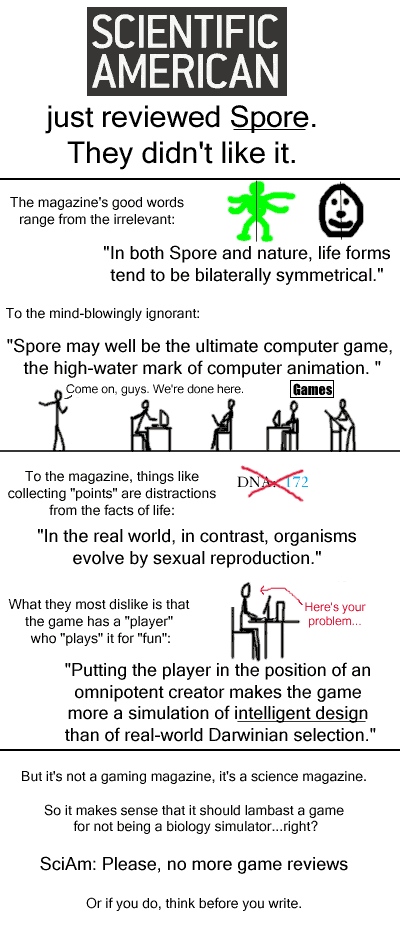 SCIENTIFIC
AMERICAN
just reviewed Spore.
They didn't like it.
The magazine's good words
range from the irrelevant:
"In both Spore and nature, life forms
tend to be bilaterally symmetrical."
To the mind-blowingly ignorant:
"Spore may well be the ultimate computer game,
the high-water mark of computer animation. "
Come on, guys. We're done here.
Games
To the magazine, things like
collecting "points" are distractions
from the facts of life:
DNA: 172
"In the real world, in contrast, organisms
evolve by sexual reproduction."
What they most dislike is that
the game has a "player"
who "plays" it for "fun":
Here's your
problem...
"Putting the player in the position of an
omnipotent creator makes the game
more a simulation of intelligent design
than of real-world Darwinian selection."
But it's not a gaming magazine, it's a science magazine.
So it makes sense that it should lambast a game
for not being a biology simulator...right?
SciAm: Please, no more game reviews
Or if you do, think before you write.